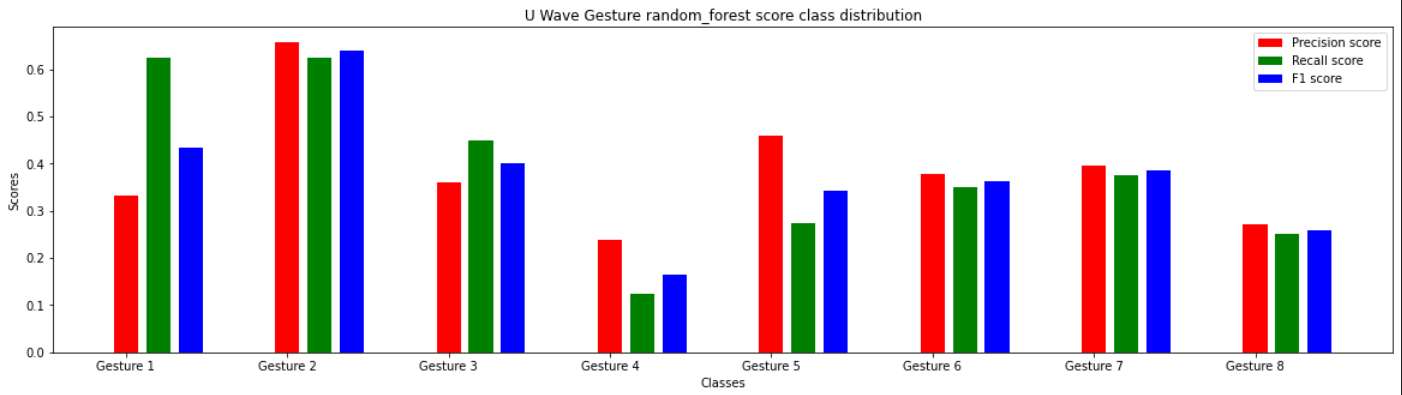 U Wave Gesture random_forest score class distribution
Precision score
Recall score
F1 score
Scores
0.6
0.5
0.4
0.3
0.2
0.1
0.0
Gesture 1 Gesture 2 Gesture 3 Gesture 4 Gesture 5 Gesture 6 Gesture 7 Gesture 8
Classes